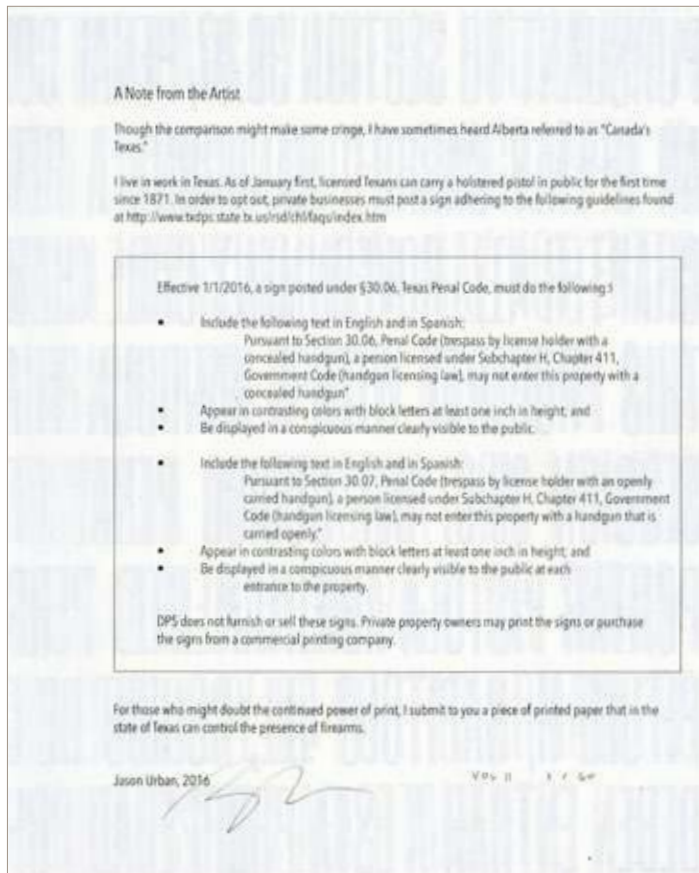 A Note from the Artist
Though the comparison might make some cringe, I have sometimes heard Alberta referred to as "Canada's
Texas."
I live in work in Texas. As of January first, licensed Texans can carry a holstered pistol in public for the first time
since 1871. In order to opt out, private businesses must post a sign adhering to the following guidelines found
at http://www.txdps.state.tx.us/rsd/chl/faqs/index.htm
Effective 1/1/2016, a sign posted under §30.06, Texas Penal Code, must do the following:
• Include the following text in English and in Spanish:
Pursuant to Section 30.06, Penal Code (trespass by license holder with a
concealed handgun), a person licensed under Subchapter H, Chapter 411,
Government Code (handgun licensing law), may not enter this property with a
concealed handgun"
• Appear in contrasting colors with block letters at least one inch in height; and
• Be displayed in a conspicuous manner clearly visible to the public.
• Include the following text in English and in Spanish:
Pursuant to Section 30.07, Penal Code (trespass by license holder with an openly
carried handgun), a person licensed under Subchapter H, Chapter 411, Government
Code (handgun licensing law), may not enter this property with a handgun that is
carried openly."
• Appear in contrasting colors with block letters at least one inch in height; and
• Be displayed in a conspicuous manner clearly visible to the public at each
entrance to the property.
DPS does not furnish or sell these signs. Private property owners may print the signs or purchase
the signs from a commercial printing company.
For those who might doubt the continued power of print, I submit to you a piece of printed paper that in the
state of Texas can control the presence of firearms.
Jason Urban, 2016